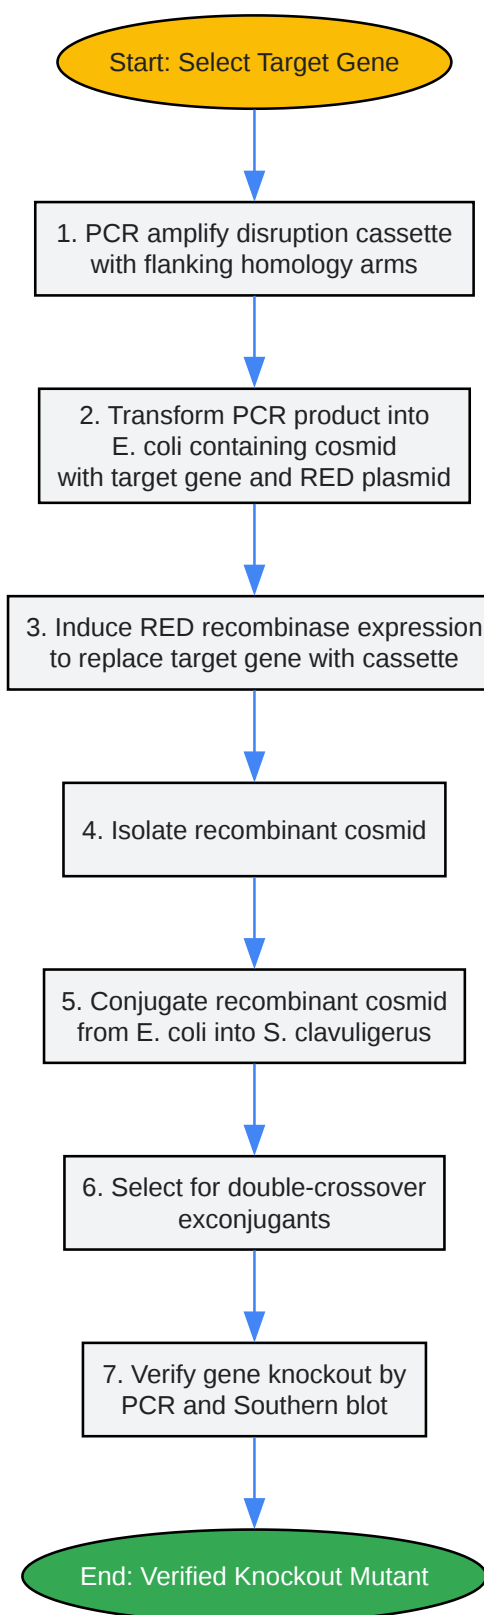 Start: Select Target Gene
1. PCR amplify disruption cassette
with flanking homology arms
2. Transform PCR product into
E. coli containing cosmid
with target gene and RED plasmid
3. Induce RED recombinase expression
to replace target gene with cassette
4. Isolate recombinant cosmid
5. Conjugate recombinant cosmid
from E. coli into S. clavuligerus
6. Select for double-crossover
exconjugants
7. Verify gene knockout by
PCR and Southern blot
End: Verified Knockout Mutant